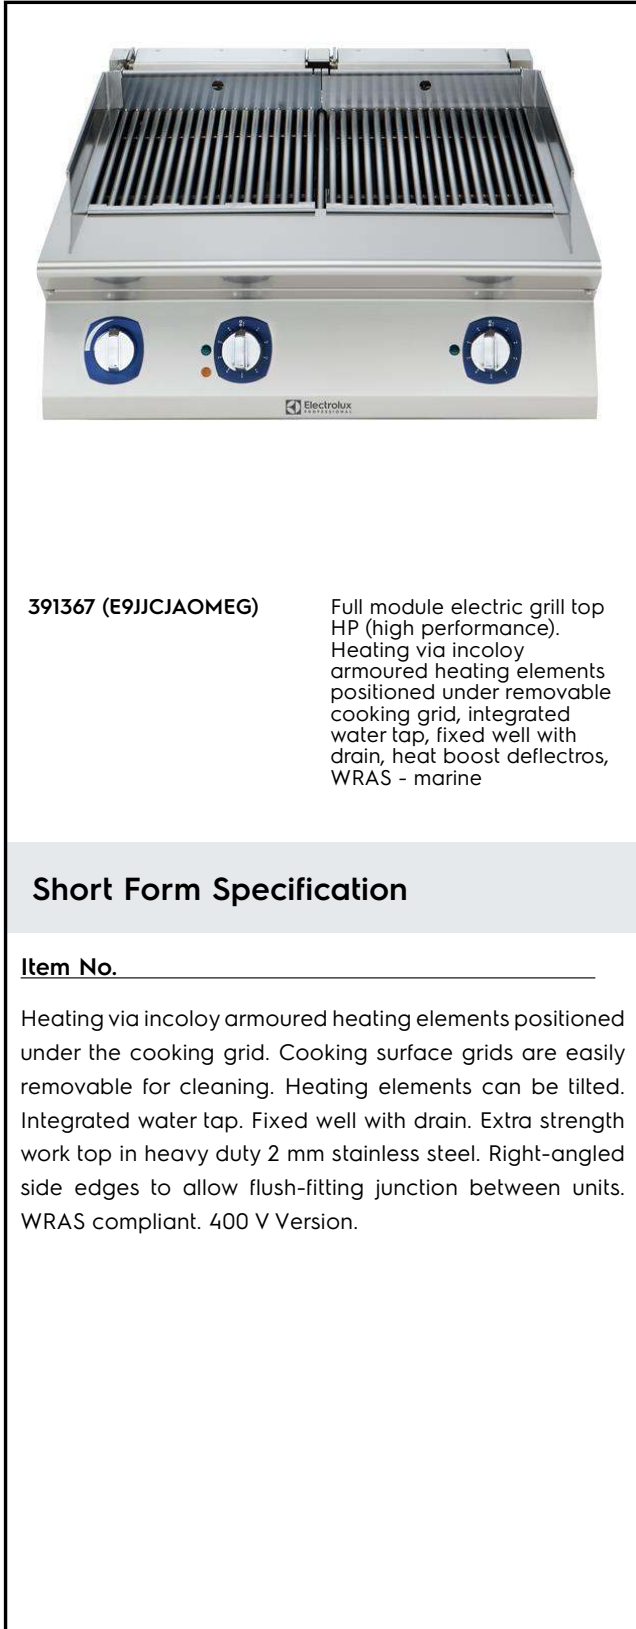 Electrolux
PROFESSIONAL
391367 (E9JJCJAOMEG)
Full module electric grill top
HP (high performance).
Heating via incoloy
armoured heating elements
positioned under removable
cooking grid, integrated
water tap, fixed well with
drain, heat boost deflectros,
WRAS - marine
Short Form Specification
Item No.
Heating via incoloy armoured heating elements positioned
under the cooking grid. Cooking surface grids are easily
removable for cleaning. Heating elements can be tilted.
Integrated water tap. Fixed well with drain. Extra strength
work top in heavy duty 2 mm stainless steel. Right-angled
side edges to allow flush-fitting junction between units.
WRAS compliant. 400 V Version.